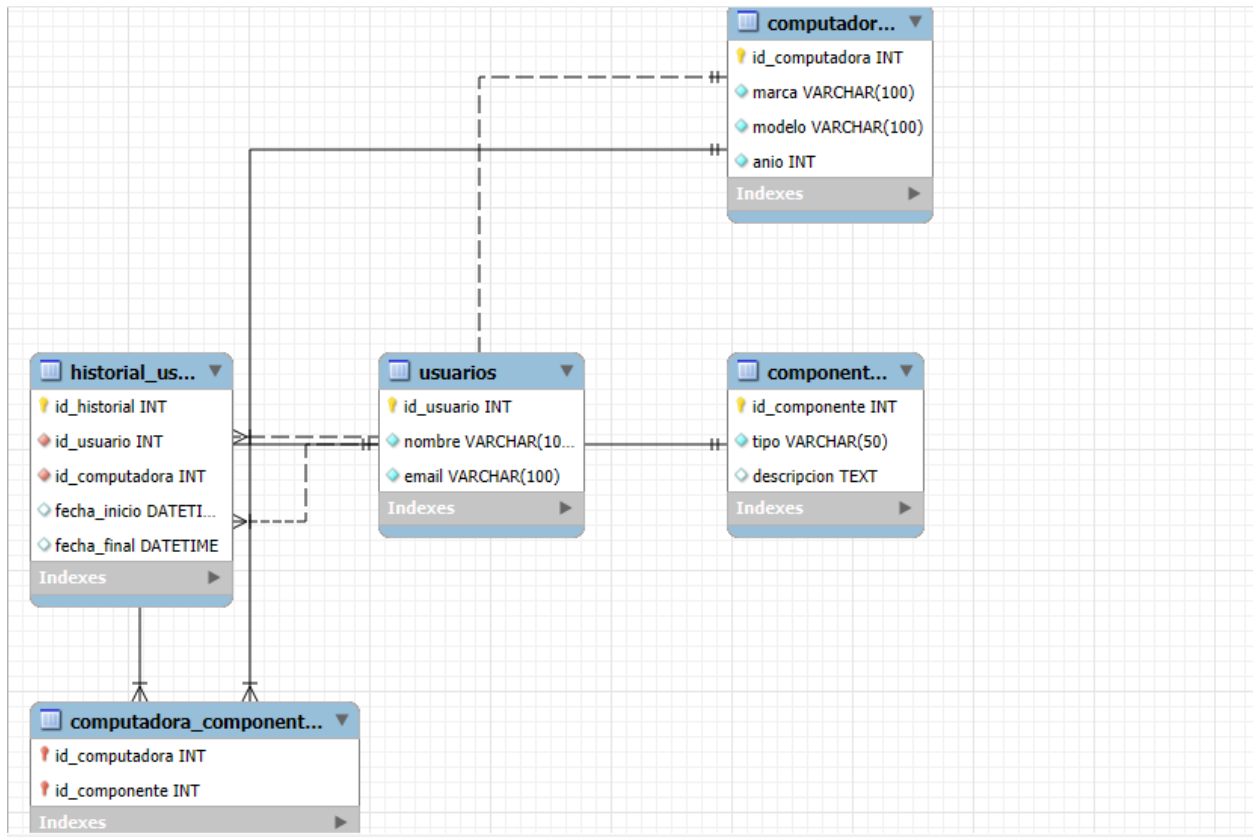 computador...
id_computadora INT
marca VARCHAR(100)
modelo VARCHAR(100)
anio INT
Indexes
historial_us...
id_historial INT
id_usuario INT
id_computadora INT
fecha_inicio DATETI...
fecha_final DATETIME
Indexes
usuarios
id_usuario INT
nombre VARCHAR(10...
email VARCHAR(100)
Indexes
component...
id_componente INT
tipo VARCHAR(50)
descripcion TEXT
Indexes
computadora_component...
id_computadora INT
id_componente INT
Indexes